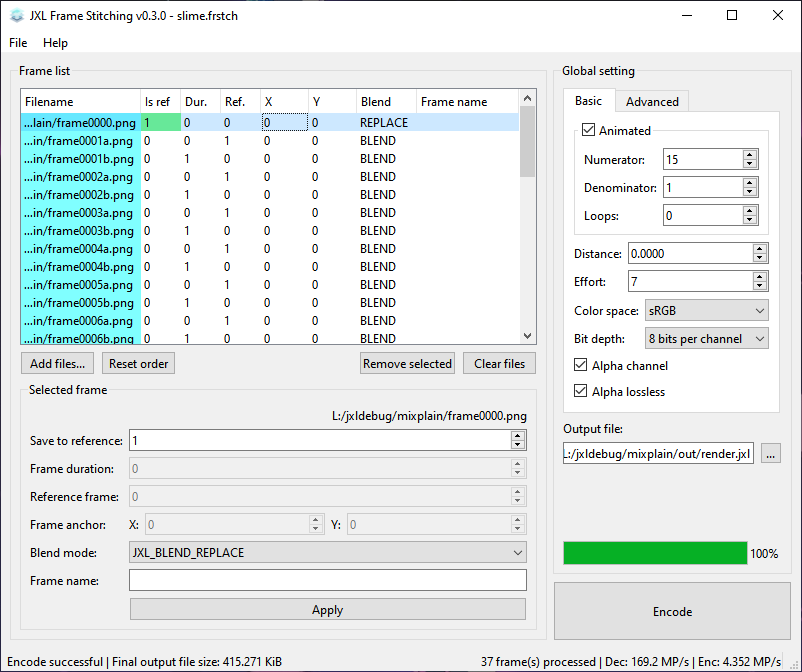 JXL Frame Stitching v0.3.0 - slime.frstch
File Help
Frame list
Filename Is ref Dur. Ref. X Y Blend Frame name
...lain/frame0000.png 1 0 0 0 0 REPLACE
...in/frame0001a.png 0 0 1 0 0 BLEND
...in/frame0001b.png 0 1 0 0 0 BLEND
...in/frame0002a.png 0 0 1 0 0 BLEND
...in/frame0002b.png 0 1 0 0 0 BLEND
...in/frame0003a.png 0 0 1 0 0 BLEND
...in/frame0003b.png 0 1 0 0 0 BLEND
...in/frame0004a.png 0 0 1 0 0 BLEND
...in/frame0004b.png 0 1 0 0 0 BLEND
...in/frame0005a.png 0 0 1 0 0 BLEND
...in/frame0005b.png 0 1 0 0 0 BLEND
...in/frame0006a.png 0 0 1 0 0 BLEND
...in/frame0006b.png 0 1 0 0 0 BLEND
Add files... Reset order Remove selected Clear files
Selected frame
L:/jxldebug/mixplain/frame0000.png
Save to reference: 1
Frame duration: 0
Reference frame: 0
Frame anchor: X: 0 Y: 0
Blend mode: JXL_BLEND_REPLACE
Frame name:
Apply
Global setting
Basic Advanced
Animated
Numerator: 15
Denominator: 1
Loops: 0
Distance: 0.0000
Effort: 7
Color space: sRGB
Bit depth: 8 bits per channel
Alpha channel
Alpha lossless
Output file:
L:/jxldebug/mixplain/out/render.jxl ...
100%
Encode
Encode successful | Final output file size: 415.271 KiB
37 frame(s) processed | Dec: 169.2 MP/s | Enc: 4.352 MP/s